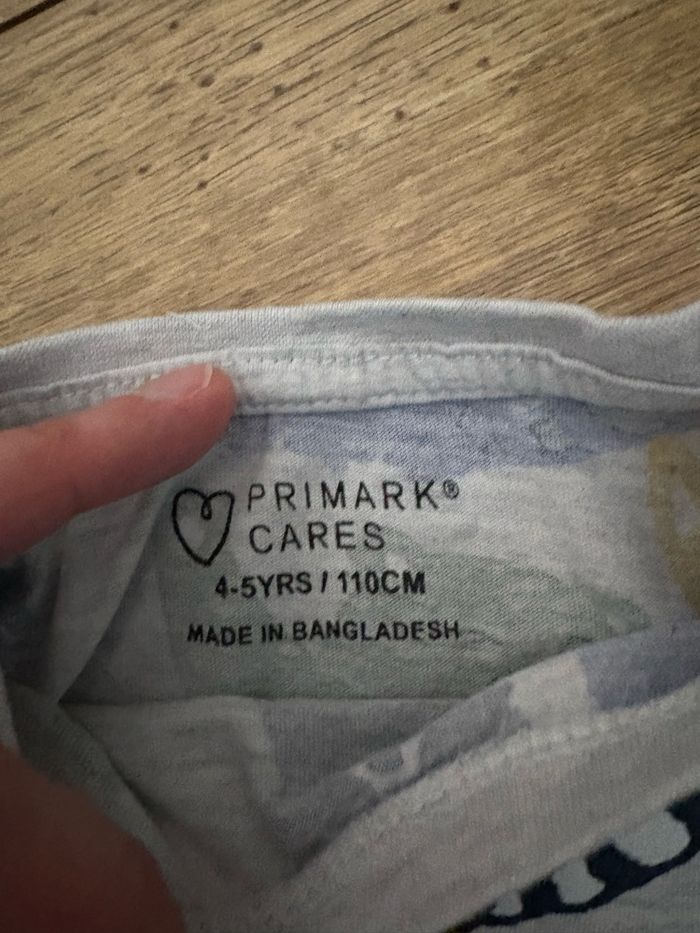 PRIMARK®
CARES
4-5YRS / 110CM
MADE IN BANGLADESH